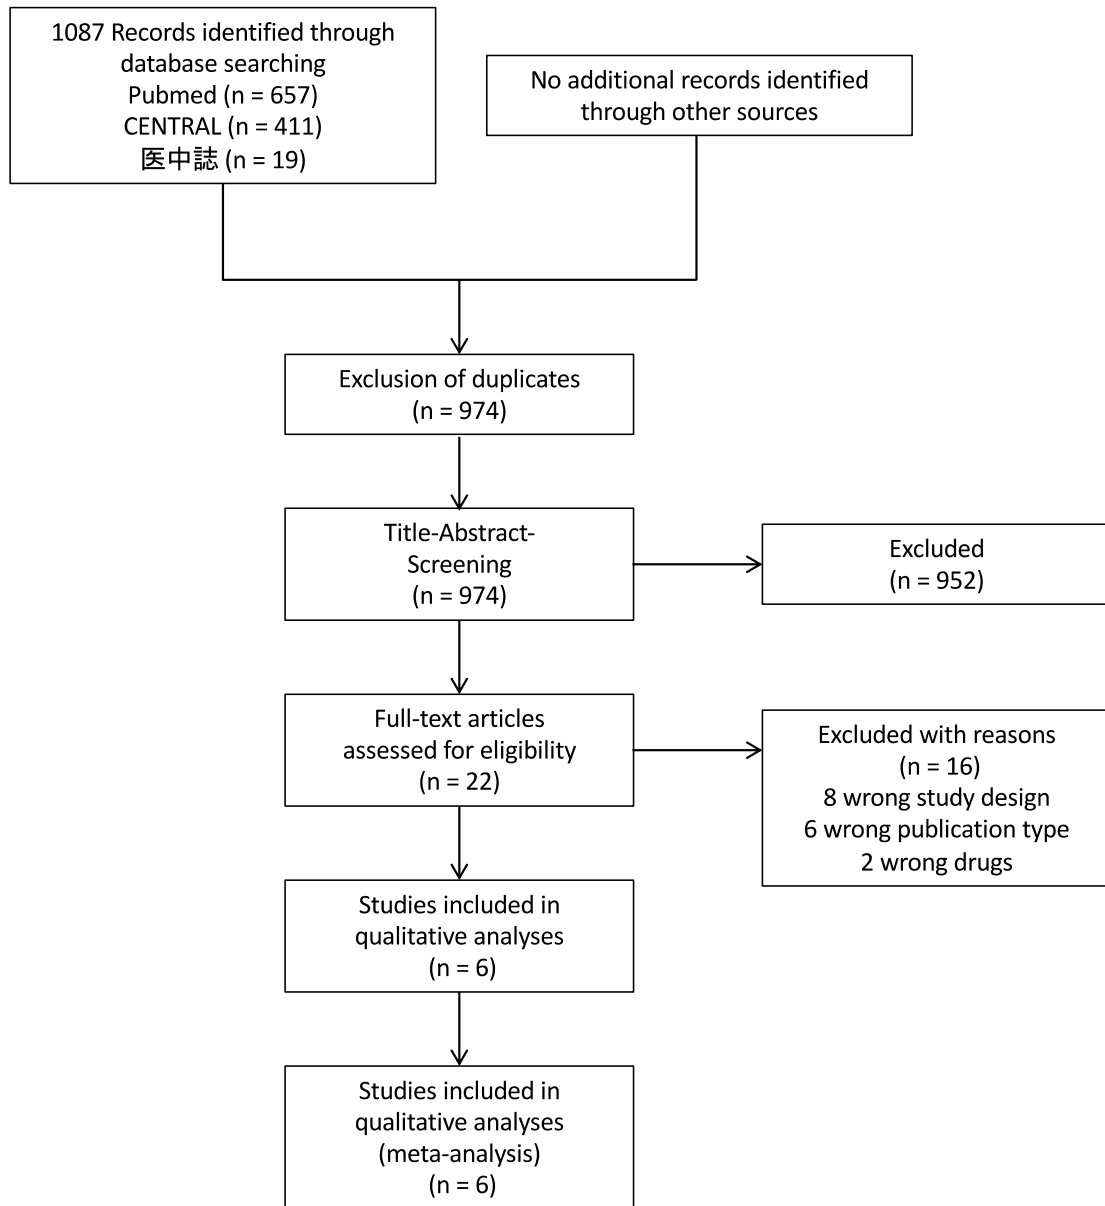 1087 Records identified through
database searching
Pubmed (n = 657)
CENTRAL (n = 411)
医中誌 (n = 19)
No additional records identified
through other sources
Exclusion of duplicates
(n = 974)
Title-Abstract-
Screening
(n = 974)
Excluded
(n = 952)
Full-text articles
assessed for eligibility
(n = 22)
Excluded with reasons
(n = 16)
8 wrong study design
6 wrong publication type
2 wrong drugs
Studies included in
qualitative analyses
(n = 6)
Studies included in
qualitative analyses
(meta-analysis)
(n = 6)